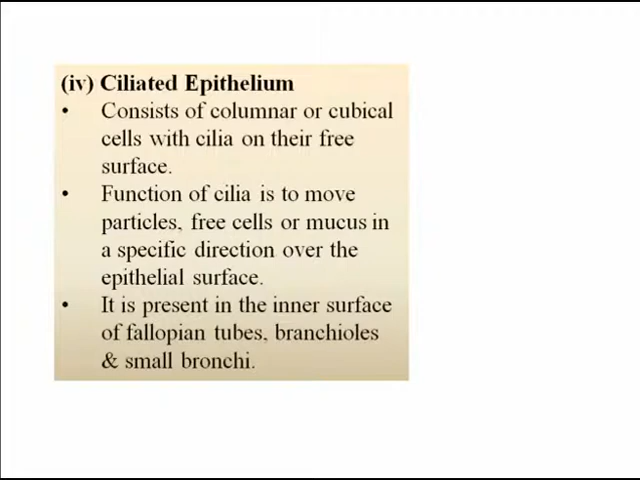 (iv) Ciliated Epithelium
• Consists of columnar or cubical
cells with cilia on their free
surface.
• Function of cilia is to move
particles, free cells or mucus in
a specific direction over the
epithelial surface.
• It is present in the inner surface
of fallopian tubes, branchioles
& small bronchi.